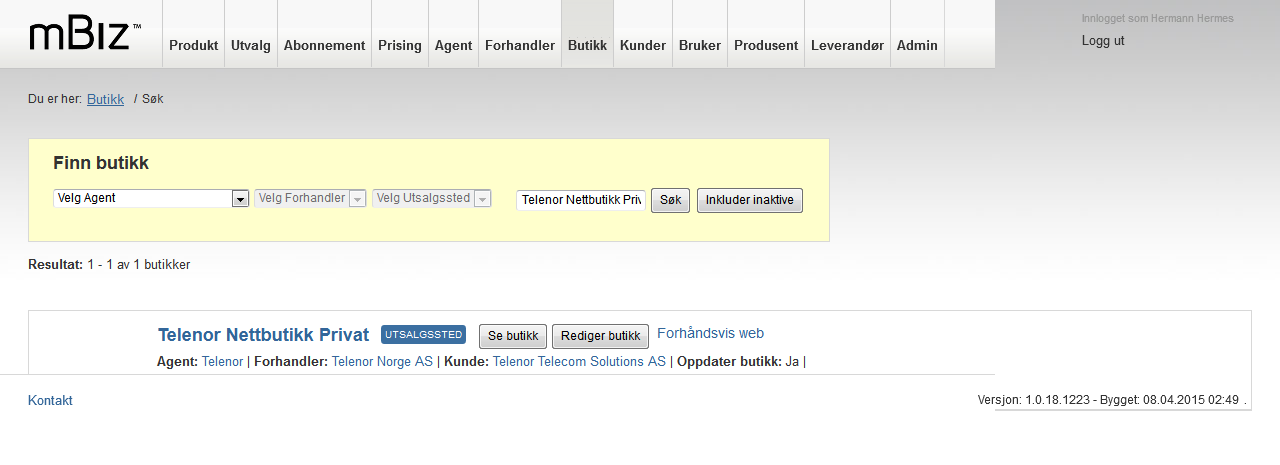 mBiz™ Produkt Utvalg Abonnement Prising Agent Forhandler Butikk Kunder Bruker Produsent Leverandør Admin
Innlogget som Hermann Hermes
Logg ut
Du er her: Butikk / Søk
Finn butikk
Velg Agent Velg Forhandler Velg Utsalgssted Telenor Nettbutikk Priv Søk Inkluder inaktive
Resultat: 1 - 1 av 1 butikker
Telenor Nettbutikk Privat UTSALGSSTED Se butikk Rediger butikk Forhåndsvis web
Agent: Telenor | Forhandler: Telenor Norge AS | Kunde: Telenor Telecom Solutions AS | Oppdater butikk: Ja |
Kontakt
Versjon: 1.0.18.1223 - Bygget: 08.04.2015 02:49 .